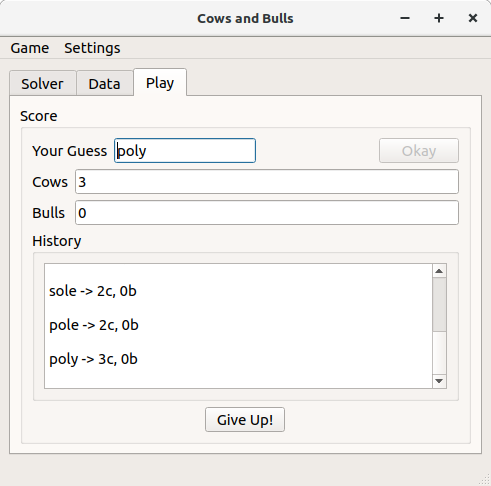 Cows and Bulls
Game Settings
Solver Data Play
Score
Your Guess poly Okay
Cows 3
Bulls 0
History
sole -> 2c, 0b
pole -> 2c, 0b
poly -> 3c, 0b
Give Up!